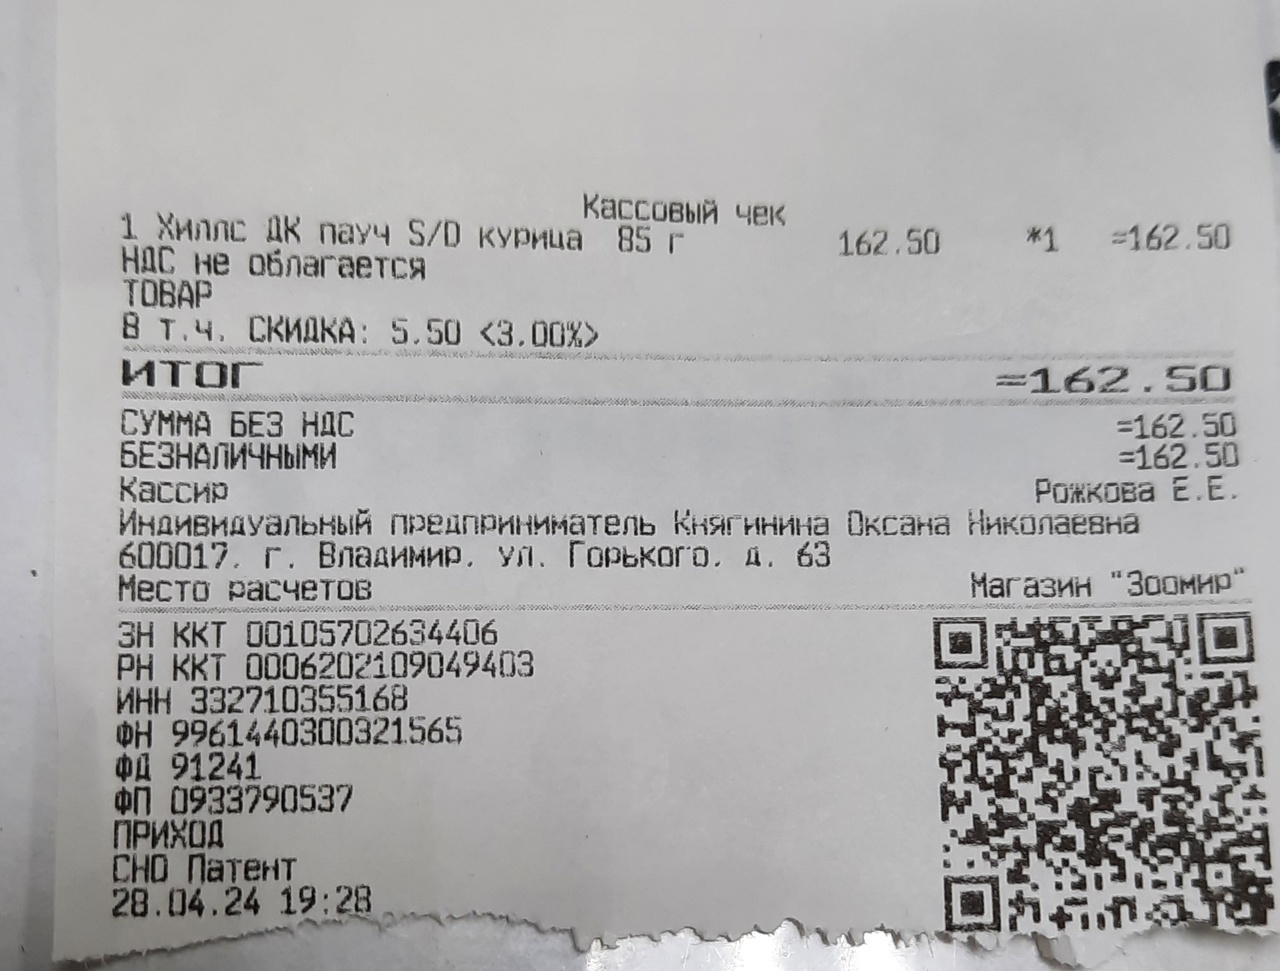 Кассовый чек
1 Хиллс ДК пауч S/D курица 85 г 162.50 *1 =162.50
НДС не облагается
ТОВАР
В т.ч. СКИДКА: 5.50 <3.00%>
ИТОГ =162.50
СУММА БЕЗ НДС =162.50
БЕЗНАЛИЧНЫМИ =162.50
Кассир Рожкова Е.Е.
Индивидуальный предприниматель Княгинина Оксана Николаевна
600017, г. Владимир, ул. Горького, д. 63
Место расчетов Магазин "Зоомир"
ЗН ККТ 00105702634406
РН ККТ 0006202109049403
ИНН 332710355168
ФН 9961440300321565
ФД 91241
ФП 0933790537
ПРИХОД
СНО Патент
28.04.24 19:28